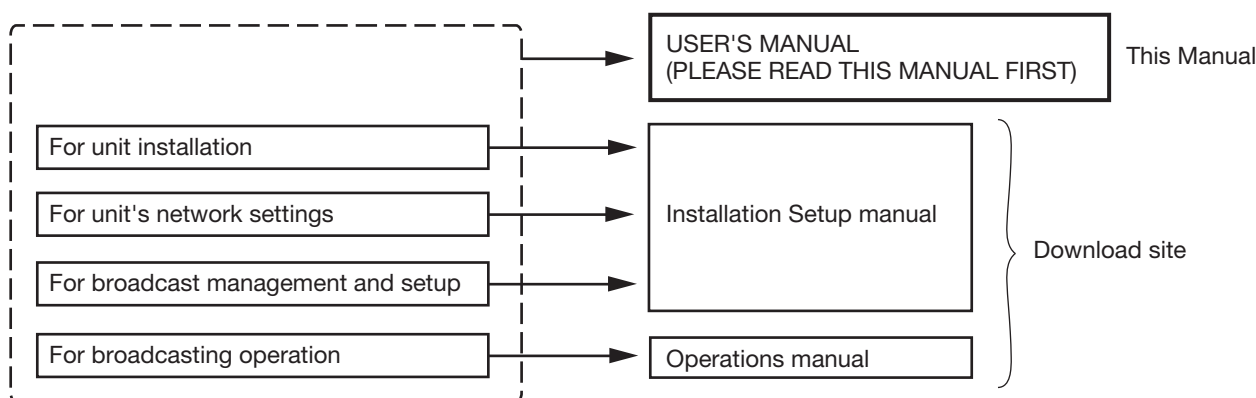 USER'S MANUAL
(PLEASE READ THIS MANUAL FIRST)
This Manual
For unit installation
For unit's network settings
Installation Setup manual
For broadcast management and setup
Download site
For broadcasting operation
Operations manual